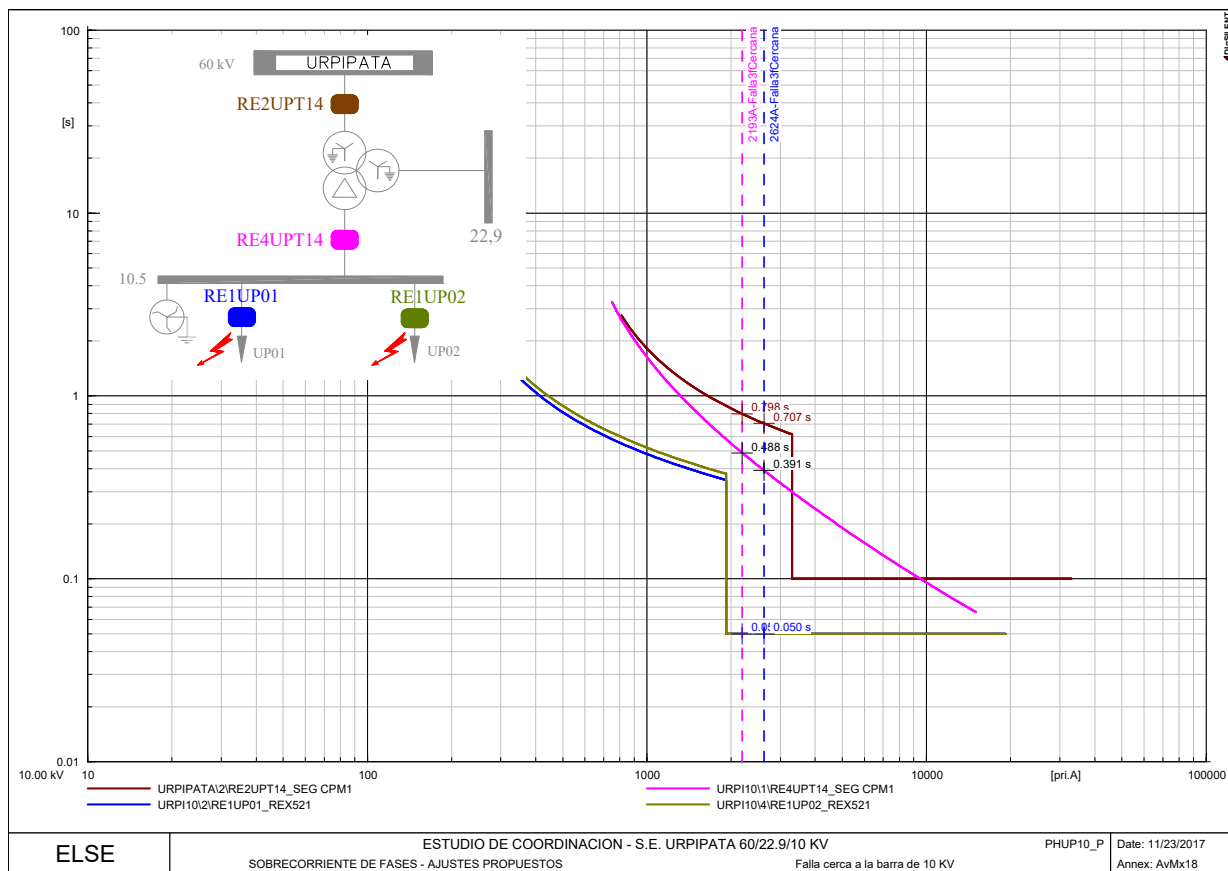 100
10
1
0.1
0.01
[s]
60 kV
URPIPATA
RE2UPT14
RE4UPT14
22,9
10.5
RE1UP01
RE1UP02
UP01
UP02
2193A-Falla3fCercana
2624A-Falla3fCercana
0.798 s
0.707 s
0.488 s
0.391 s
0.050 s
10.00 kV
10
100
1000
10000
[pri.A]
100000
URPIPATA\2\RE2UPT14_SEG CPM1
URPI10\1\RE4UPT14_SEG CPM1
URPI10\2\RE1UP01_REX521
URPI10\4\RE1UP02_REX521
ELSE
ESTUDIO DE COORDINACION - S.E. URPIPATA 60/22.9/10 KV
SOBRECORRIENTE DE FASES - AJUSTES PROPUESTOS
Falla cerca a la barra de 10 KV
PHUP10_P
Date: 11/23/2017
Annex: AvMx18